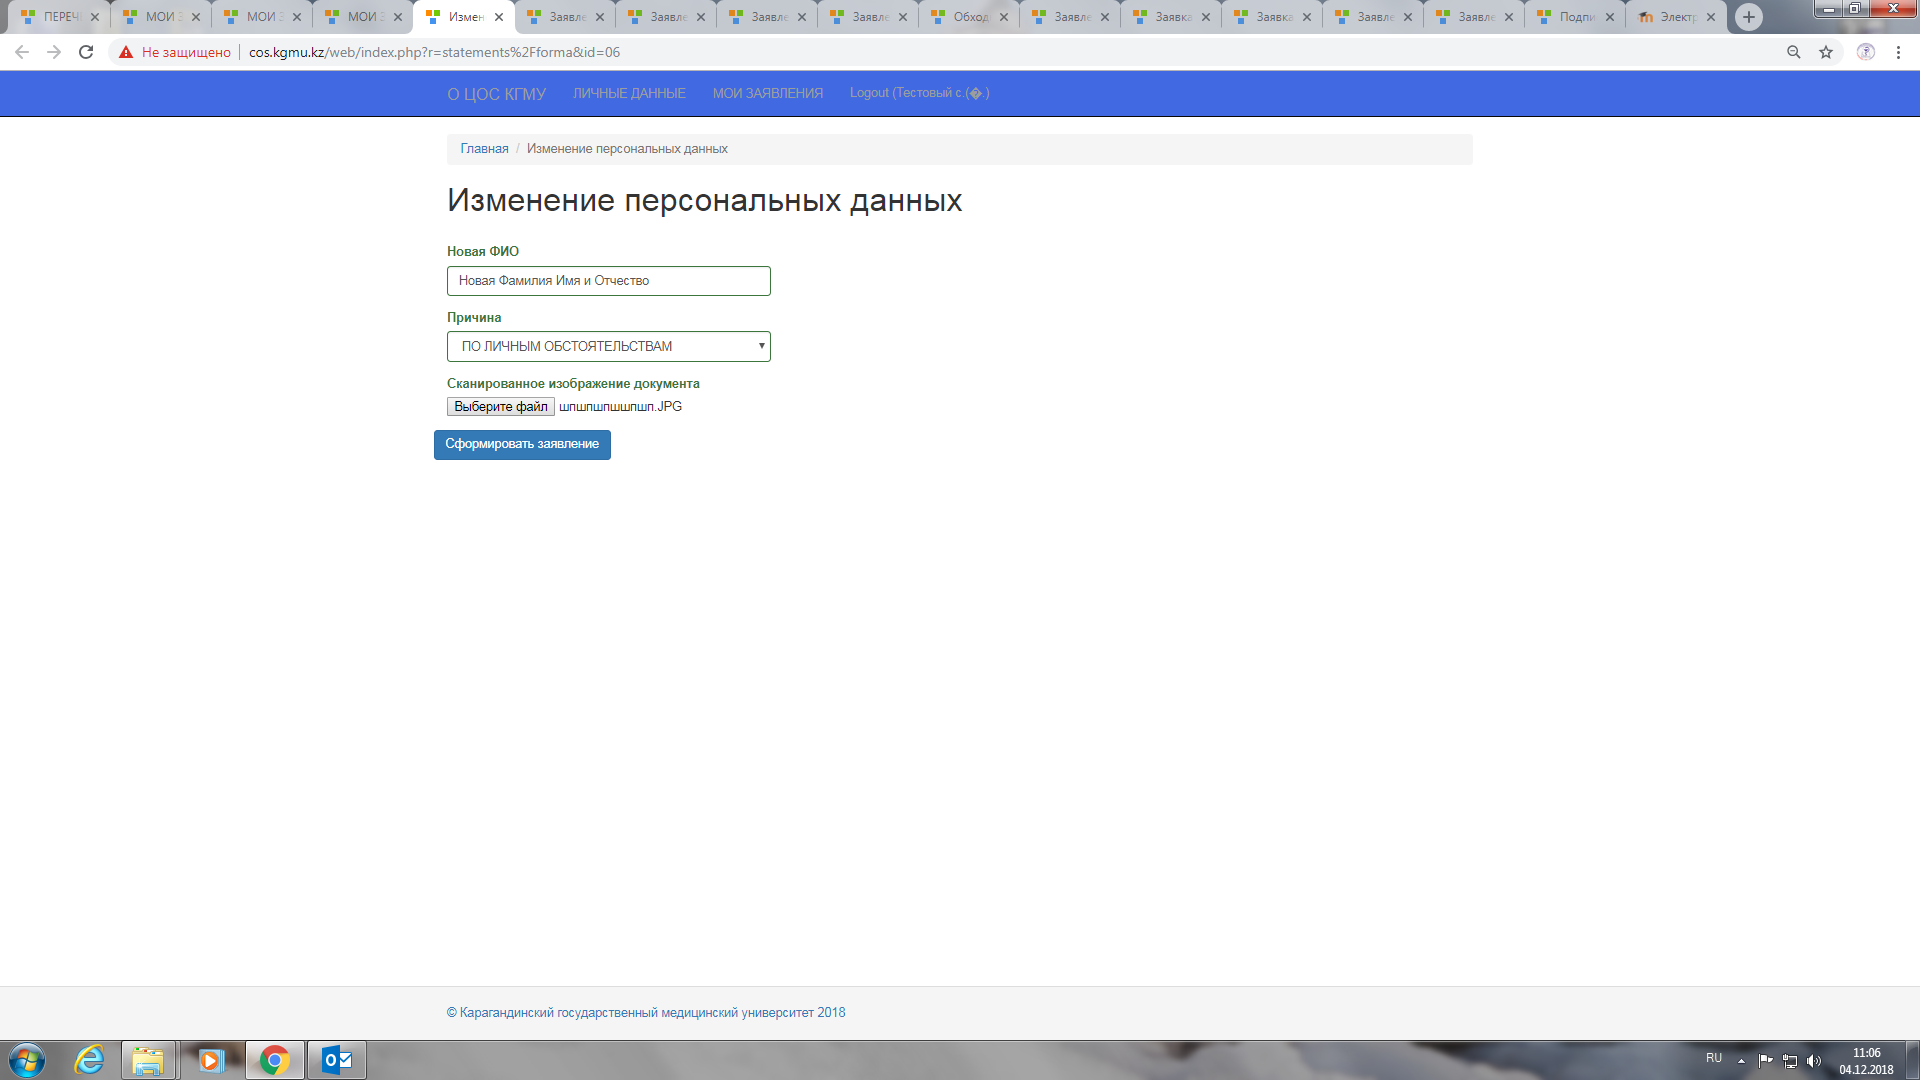 ПЕРЕЧ МОИ З МОИ З МОИ З Измен Заявле Заявле Заявле Заявле Обход Заявле Заявка Заявка Заявле Заявле Подпи Электр
Не защищено cos.kgmu.kz/web/index.php?r=statements%2Fforma&id=06
О ЦОС КГМУ ЛИЧНЫЕ ДАННЫЕ МОИ ЗАЯВЛЕНИЯ Logout (Тестовый с.(�.)
Главная / Изменение персональных данных
Изменение персональных данных
Новая ФИО
Новая Фамилия Имя и Отчество
Причина
ПО ЛИЧНЫМ ОБСТОЯТЕЛЬСТВАМ
Сканированное изображение документа
Выберите файл шпшпшпшшпшп.JPG
Сформировать заявление
© Карагандинский государственный медицинский университет 2018
RU
11:06
04.12.2018